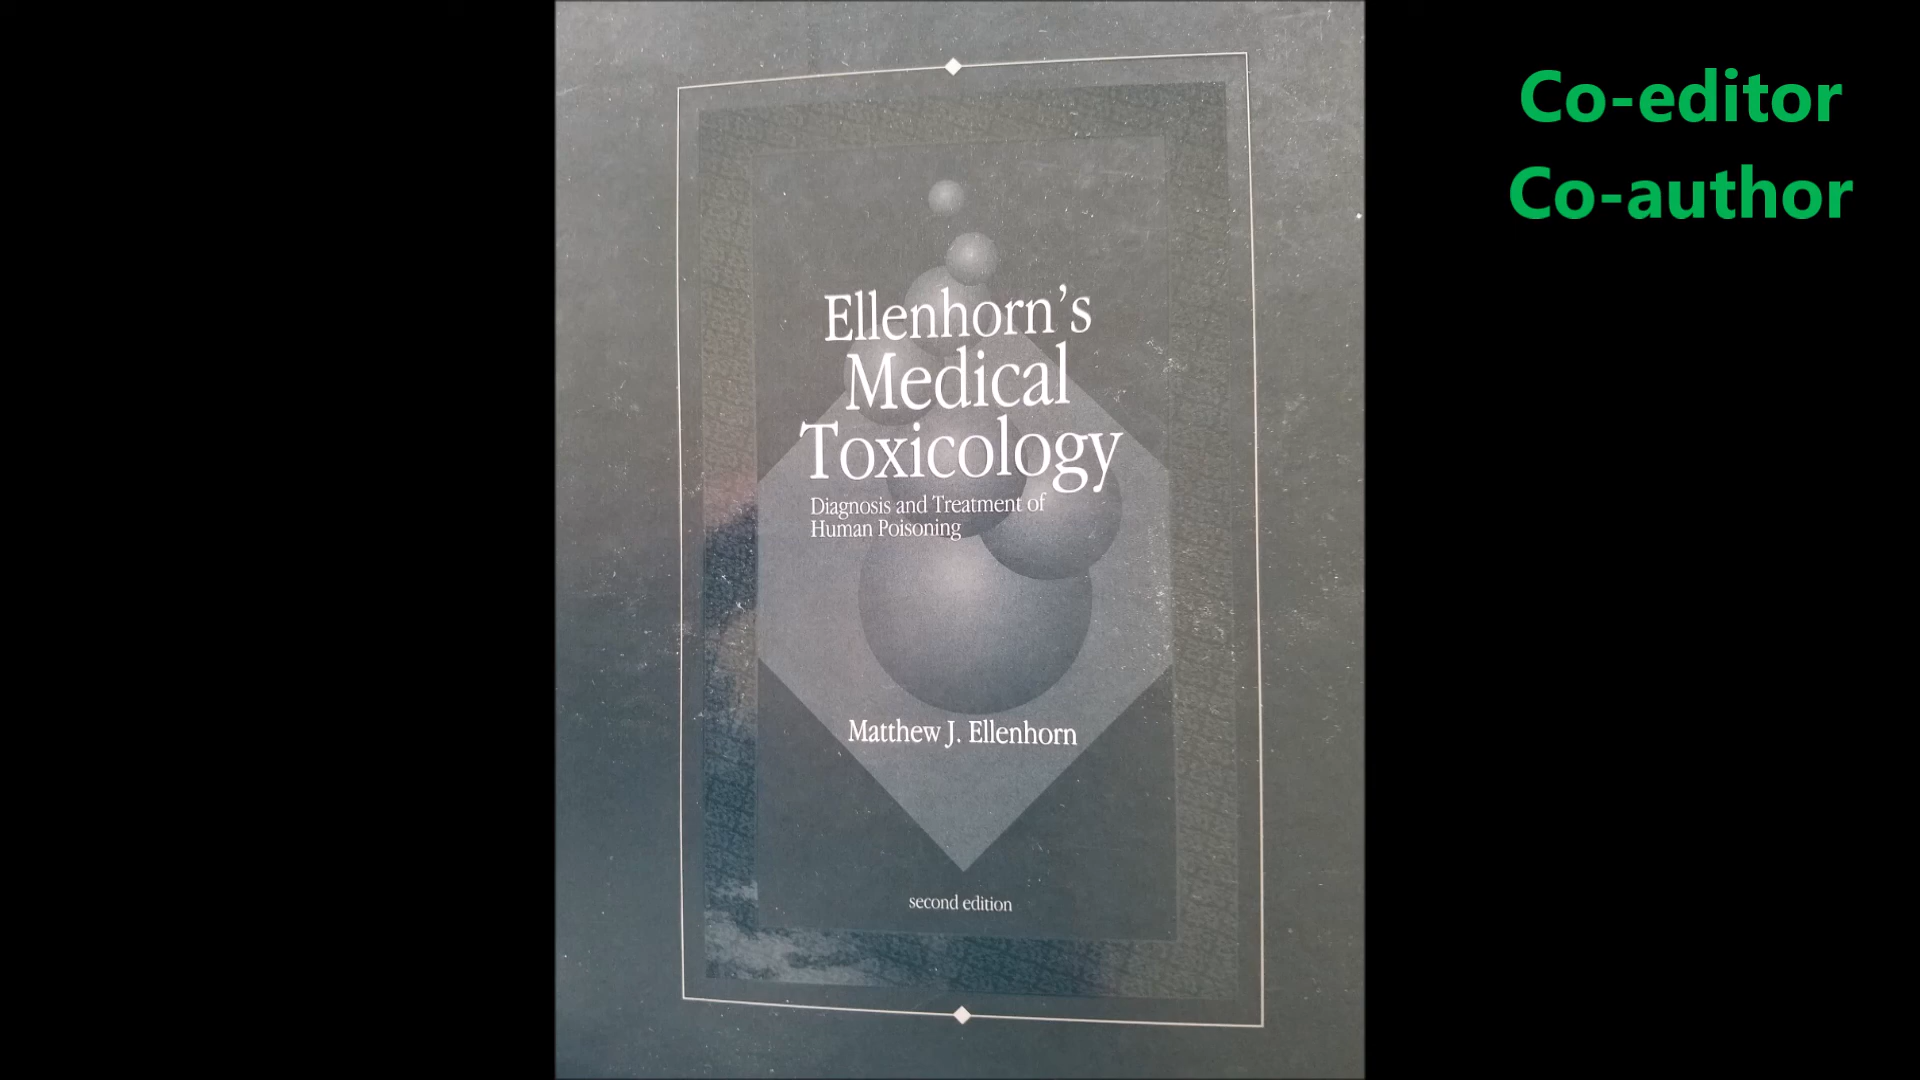 Co-editor
Co-author
Ellenhorn's
Medical
Toxicology
Diagnosis and Treatment of
Human Poisoning
Matthew J. Ellenhorn
second edition